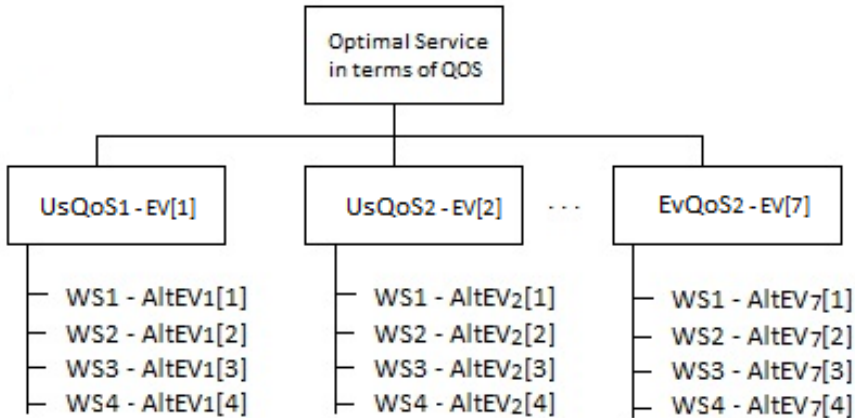 Optimal Service
in terms of QOS
UsQoS1 - EV[1]
UsQoS2 - EV[2]
. . .
EvQoS2 - EV[7]
WS1 - AltEV1[1]
WS2 - AltEV1[2]
WS3 - AltEV1[3]
WS4 - AltEV1[4]
WS1 - AltEV2[1]
WS2 - AltEV2[2]
WS3 - AltEV2[3]
WS4 - AltEV2[4]
WS1 - AltEV7[1]
WS2 - AltEV7[2]
WS3 - AltEV7[3]
WS4 - AltEV7[4]